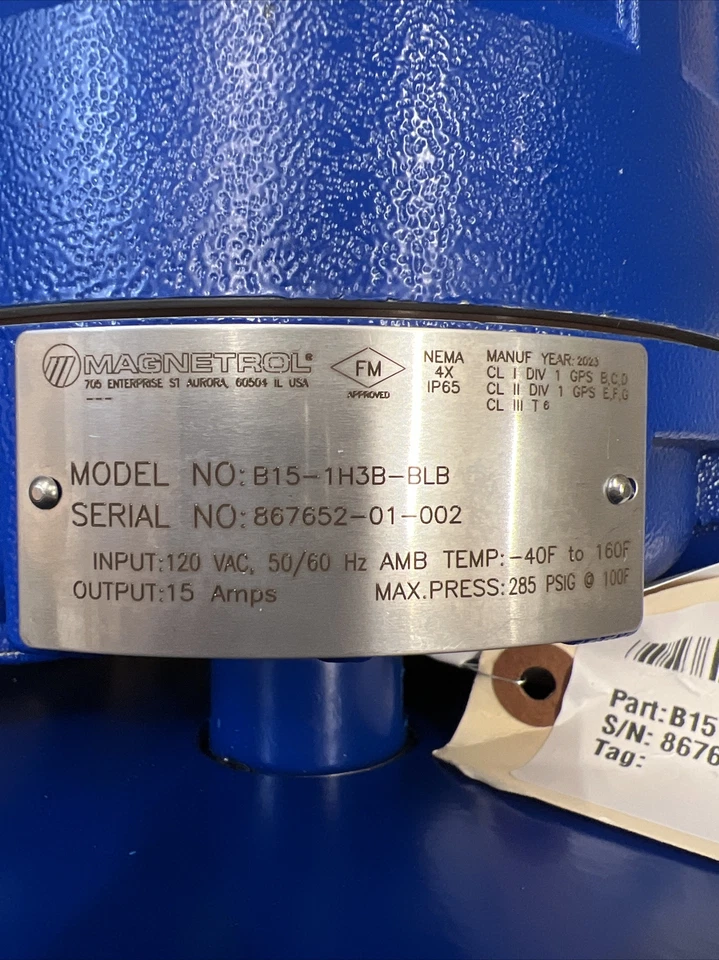 MAGNETROL®
705 ENTERPRISE ST AURORA, 60504 IL USA
---
FM
APPROVED
NEMA
4X
IP65
MANUF YEAR: 2023
CL I DIV 1 GPS B,C,D
CL II DIV 1 GPS E,F,G
CL III T6
MODEL NO: B15-1H3B-BLB
SERIAL NO: 867652-01-002
INPUT: 120 VAC, 50/60 Hz AMB TEMP: -40F to 160F
OUTPUT: 15 Amps MAX.PRESS: 285 PSIG @ 100F
Part: B15
S/N: 8676
Tag: